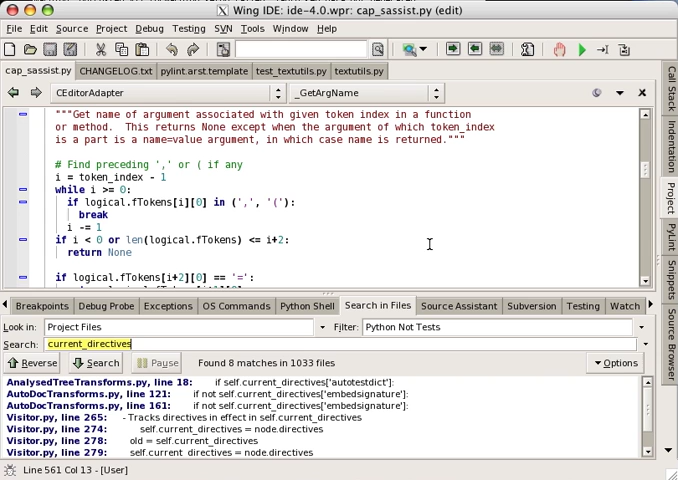 Wing IDE: ide-4.0.wpr: cap_sassist.py (edit)
File Edit Source Project Debug Testing SVN Tools Window Help
cap_sassist.py CHANGELOG.txt pylint.arst.template test_textutils.py textutils.py
CEditorAdapter _GetArgName
"""Get name of argument associated with given token index in a function
or method. This returns None except when the argument of which token_index
is a part is a name=value argument, in which case name is returned."""
# Find preceding ',' or ( if any
i = token_index - 1
while i >= 0:
if logical.fTokens[i][0] in (',', '('):
break
i -= 1
if i < 0 or len(logical.fTokens) <= i+2:
return None
if logical.fTokens[i+2][0] == '=':
Call Stack
Indentation
Project
PyLint
Snippets
Source Browser
Breakpoints Debug Probe Exceptions OS Commands Python Shell Search in Files Source Assistant Subversion Testing Watch
Look in: Project Files Filter: Python Not Tests
Search: current_directives
Reverse Search Pause Found 8 matches in 1033 files Options
AnalysedTreeTransforms.py, line 18: if self.current_directives['autotestdict']:
AutoDocTransforms.py, line 121: if not self.current_directives['embedsignature']:
AutoDocTransforms.py, line 161: if not self.current_directives['embedsignature']:
Visitor.py, line 265: - Tracks directives in effect in self.current_directives
Visitor.py, line 274: self.current_directives = node.directives
Visitor.py, line 278: old = self.current_directives
Visitor.py, line 279: self.current_directives = node.directives
Line 561 Col 13 - [User]